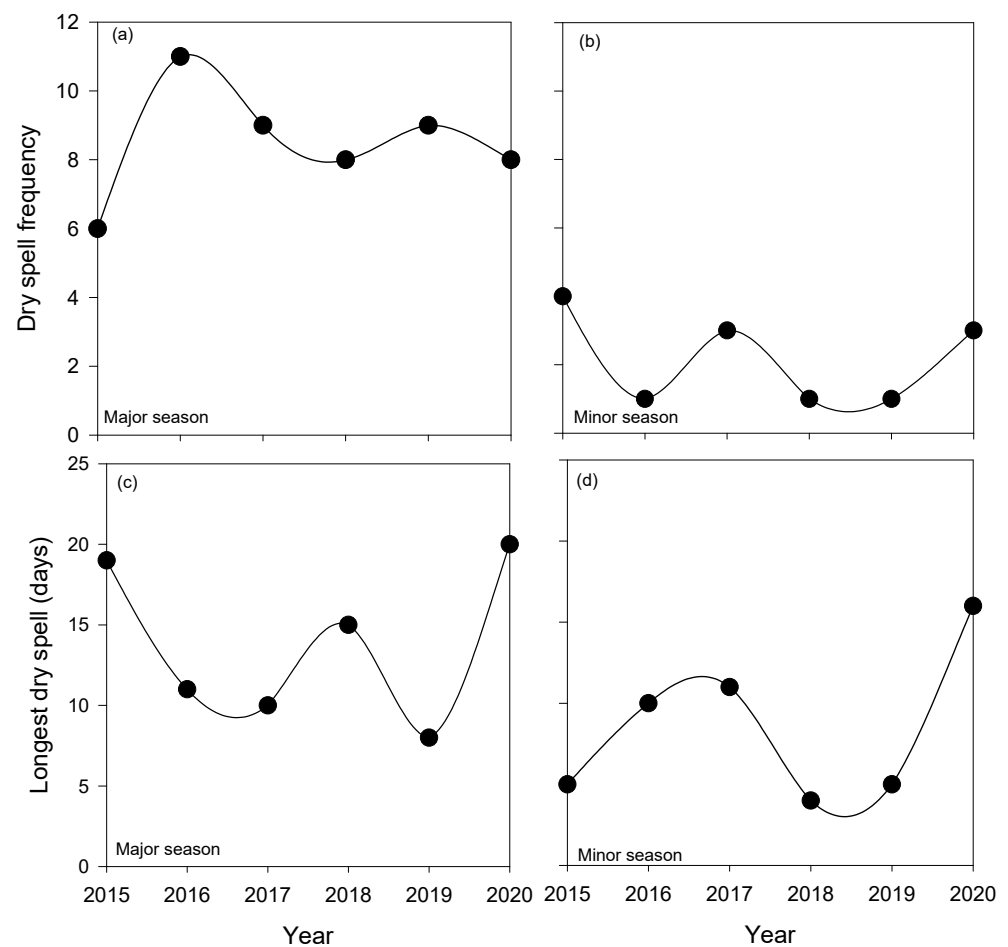 12
10
8
6
4
2
0
Dry spell frequency
(a)
Major season
(b)
Minor season
25
20
15
10
5
0
Longest dry spell (days)
(c)
Major season
2015 2016 2017 2018 2019 2020
Year
(d)
Minor season
2015 2016 2017 2018 2019 2020
Year